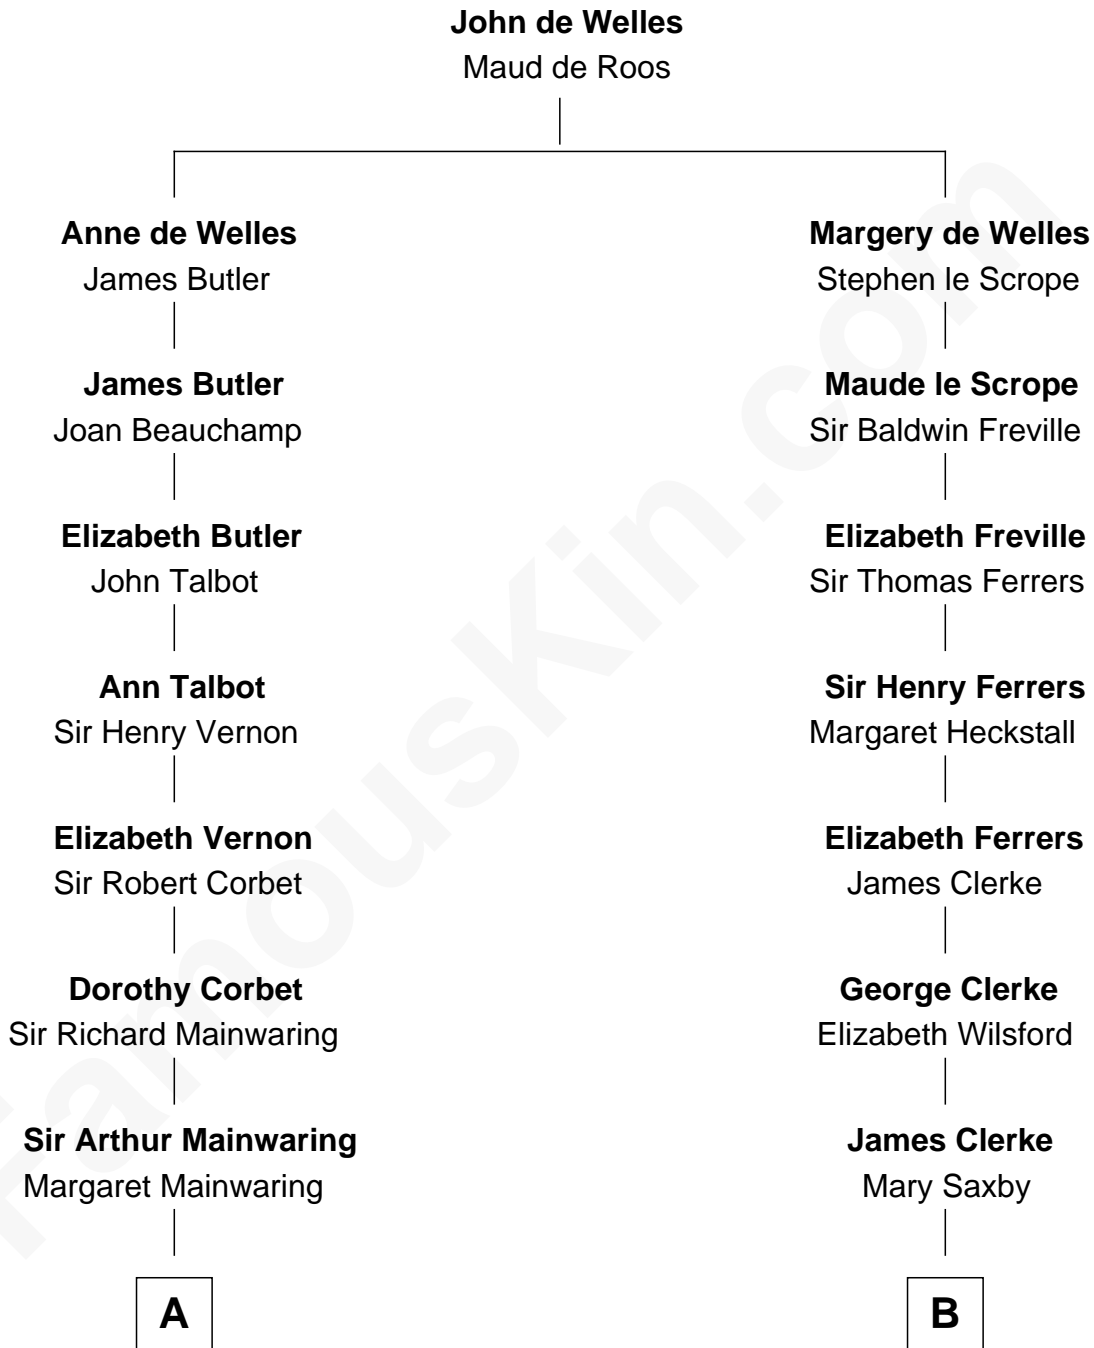 John de Welles
Maud de Roos
Anne de Welles
James Butler
James Butler
Joan Beauchamp
Elizabeth Butler
John Talbot
Ann Talbot
Sir Henry Vernon
Elizabeth Vernon
Sir Robert Corbet
Dorothy Corbet
Sir Richard Mainwaring
Sir Arthur Mainwaring
Margaret Mainwaring
A
Margery de Welles
Stephen le Scrope
Maude le Scrope
Sir Baldwin Freville
Elizabeth Freville
Sir Thomas Ferrers
Sir Henry Ferrers
Margaret Heckstall
Elizabeth Ferrers
James Clerke
George Clerke
Elizabeth Wilsford
James Clerke
Mary Saxby
B
FamousKin.com